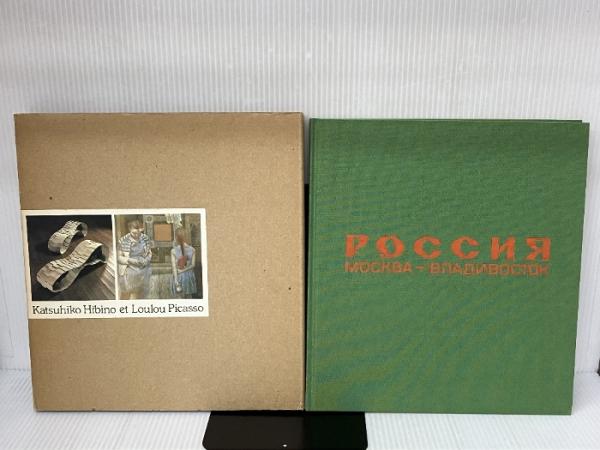 Katsuhiko Hibino et Loulou Picasso
РОССИЯ
МОСКВА-ВЛАДИВОСТОК